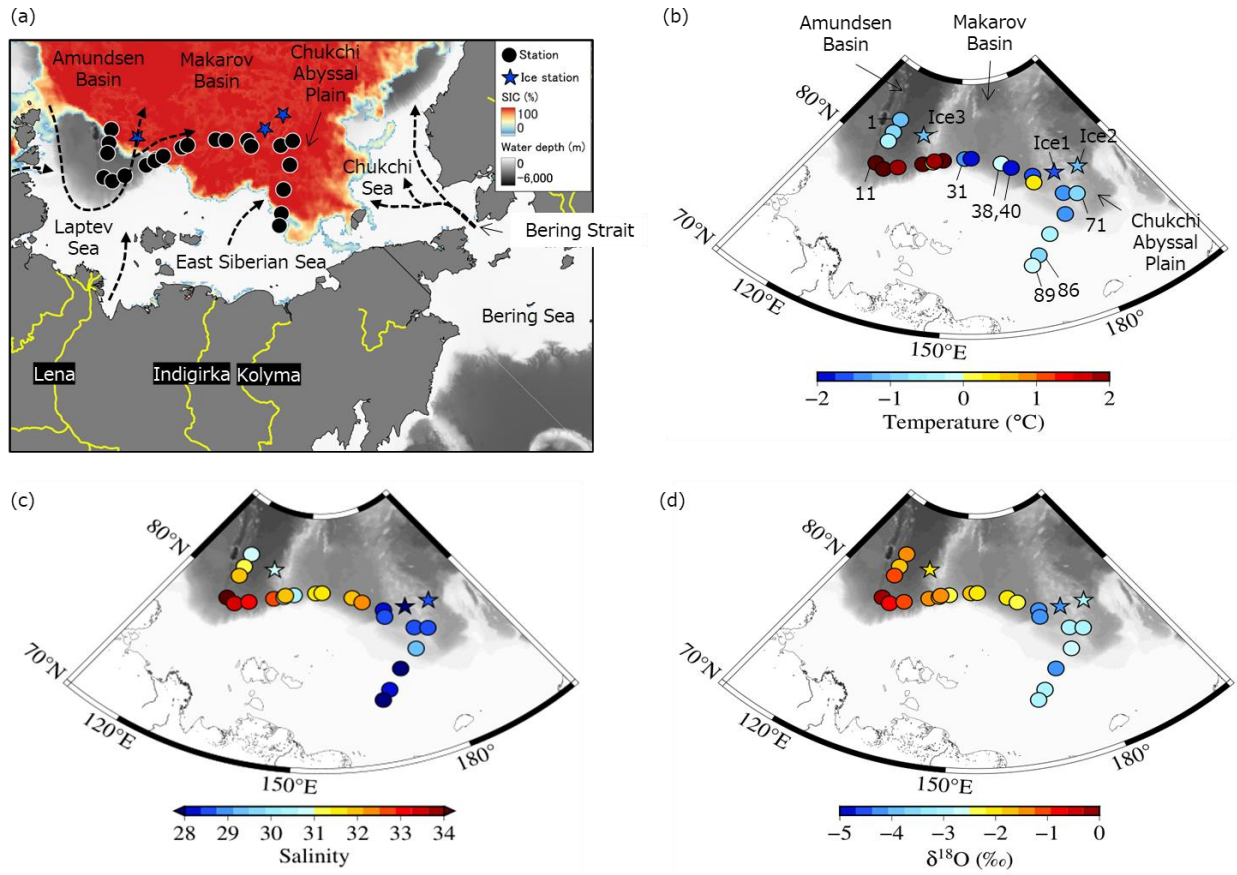 (a)
Amundsen
Basin
Makarov
Basin
Chukchi
Abyssal
Plain
Station
Ice station
SIC (%)
100
0
Water depth (m)
0
−6,000
Chukchi
Sea
Laptev
Sea
East Siberian Sea
Bering Strait
Bering Sea
Lena
Indigirka
Kolyma
(b)
Amundsen
Basin
Makarov
Basin
80°N
1
Ice3
Ice1
Ice2
11
31
38,40
71
70°N
Chukchi
Abyssal
Plain
89
86
120°E
150°E
180°
−2
−1
0
1
2
Temperature (°C)
(c)
80°N
70°N
120°E
150°E
180°
28
29
30
31
32
33
34
Salinity
(d)
80°N
70°N
120°E
150°E
180°
−5
−4
−3
−2
−1
0
δ¹⁸O (‰)